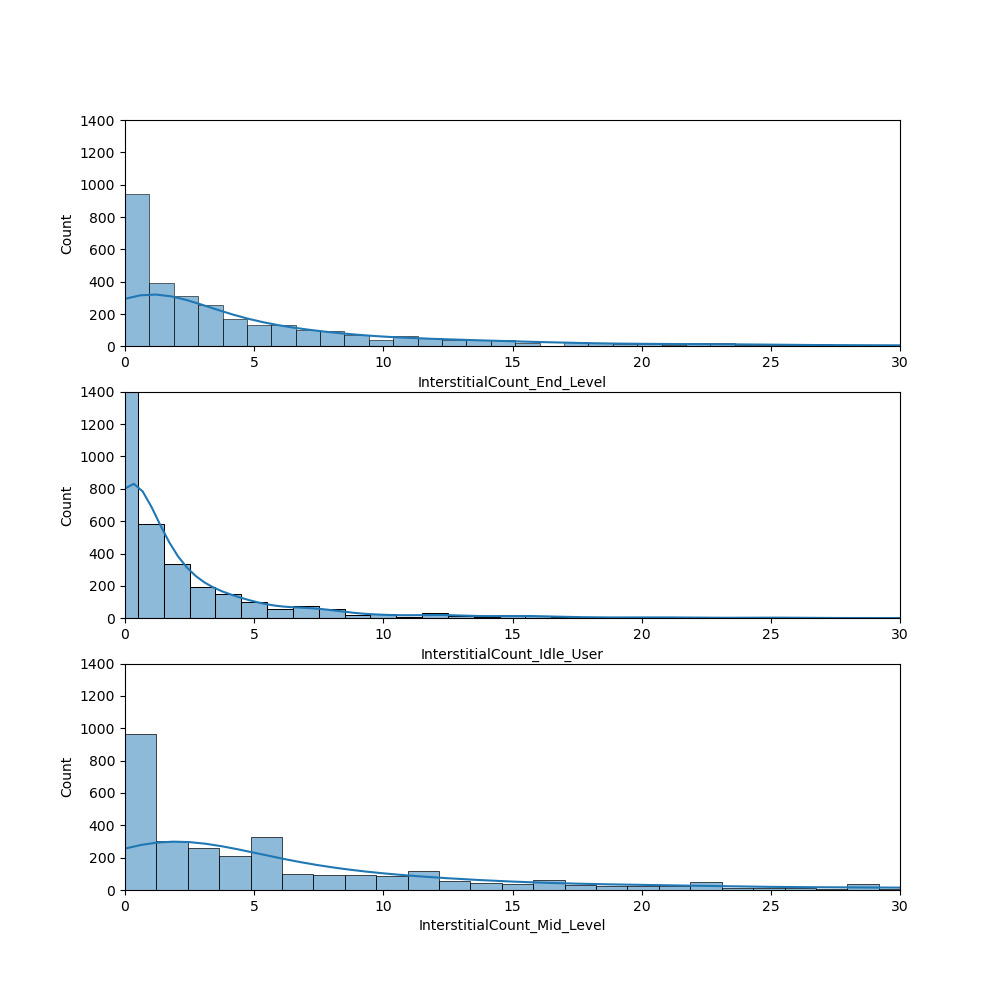 1400
1200
1000
800
600
400
200
0
Count
0 5 10 15 20 25 30
InterstitialCount_End_Level
1400
1200
1000
800
600
400
200
0
Count
0 5 10 15 20 25 30
InterstitialCount_Idle_User
1400
1200
1000
800
600
400
200
0
Count
0 5 10 15 20 25 30
InterstitialCount_Mid_Level